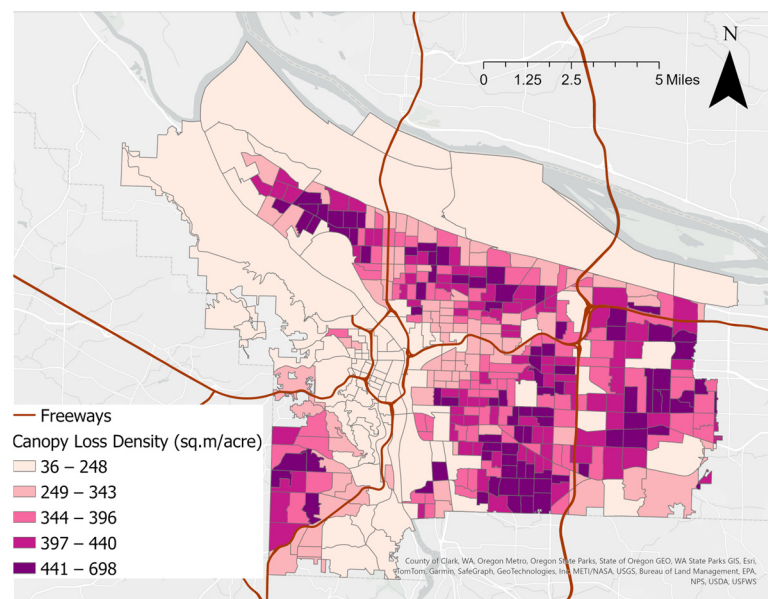 N
0 1.25 2.5 5 Miles
Freeways
Canopy Loss Density (sq.m/acre)
36 – 248
249 – 343
344 – 396
397 – 440
441 – 698
County of Clark, WA, Oregon Metro, Oregon State Parks, State of Oregon GEO, WA State Parks GIS, Esri,
TomTom, Garmin, SafeGraph, GeoTechnologies, Inc, METI/NASA, USGS, Bureau of Land Management, EPA,
NPS, USDA, USFWS